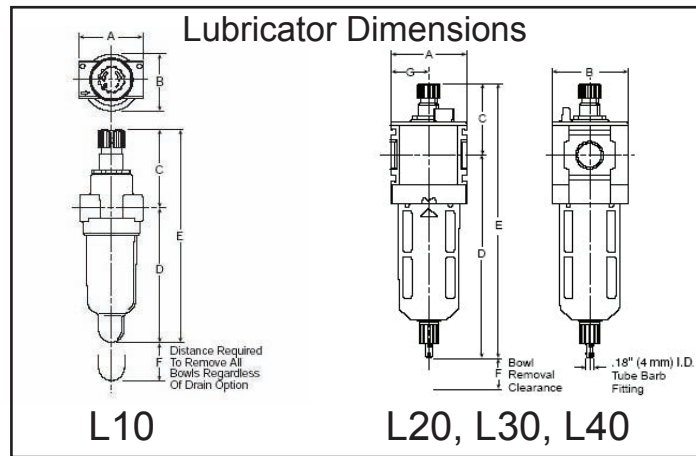 Lubricator Dimensions
A
B
C
E
D
F
Distance Required
To Remove All
Bowls Regardless
Of Drain Option
L10
A
G
B
C
E
D
F
Bowl
Removal
Clearance
.18" (4 mm) I.D.
Tube Barb
Fitting
L20, L30, L40